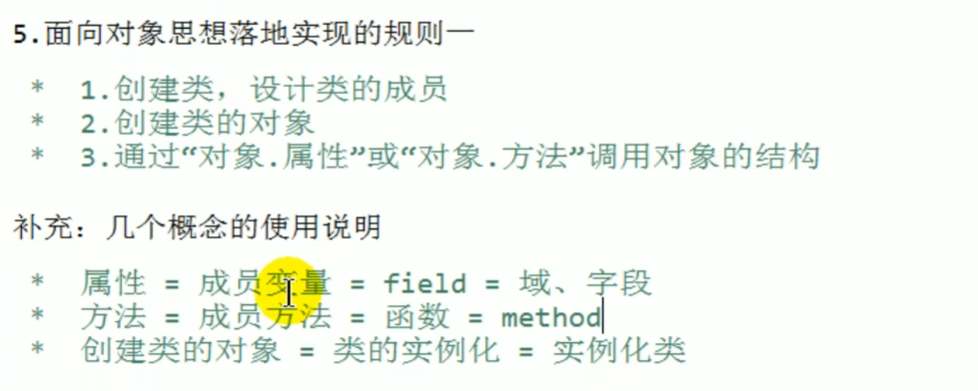 5.面向对象思想落地实现的规则一
* 1.创建类，设计类的成员
* 2.创建类的对象
* 3.通过“对象.属性”或“对象.方法”调用对象的结构
补充：几个概念的使用说明
* 属性 = 成员变量 = field = 域、字段
* 方法 = 成员方法 = 函数 = method
* 创建类的对象 = 类的实例化 = 实例化类